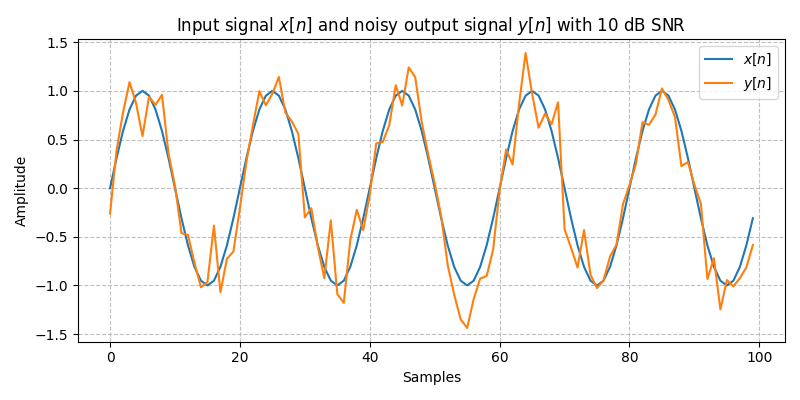 Input signal x[n] and noisy output signal y[n] with 10 dB SNR
x[n]
y[n]
Amplitude
1.5
1.0
0.5
0.0
−0.5
−1.0
−1.5
0 20 40 60 80 100
Samples